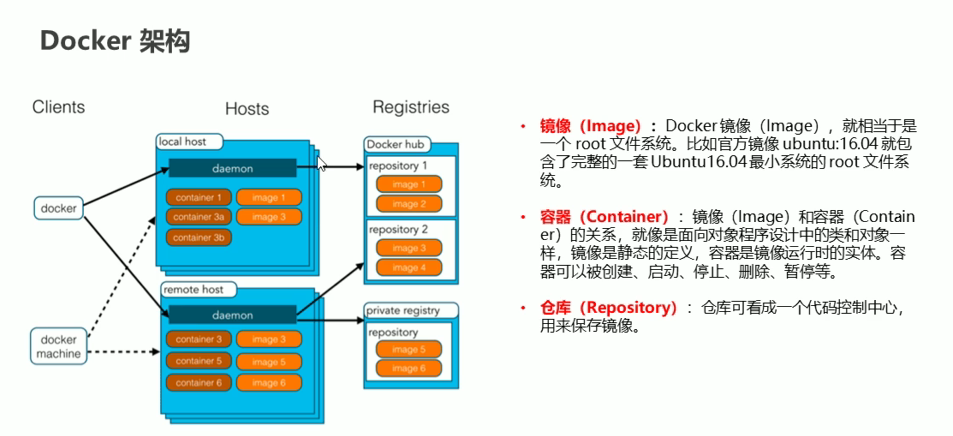 Docker 架构
Clients
Hosts
Registries
local host
daemon
container 1
image 1
container 3a
image 3
container 3b
docker
remote host
daemon
container 3
image 3
container 5
image 5
container 6
image 6
docker
machine
Docker hub
repository 1
image 1
image 2
repository 2
image 3
image 4
private registry
repository
image 5
image 6
• 镜像（Image）：Docker 镜像（Image），就相当于是
一个 root 文件系统。比如官方镜像 ubuntu:16.04 就包
含了完整的一套 Ubuntu16.04 最小系统的 root 文件系
统。
• 容器（Container）：镜像（Image）和容器（Contain
er）的关系，就像是面向对象程序设计中的类和对象一
样，镜像是静态的定义，容器是镜像运行时的实体。容
器可以被创建、启动、停止、删除、暂停等。
• 仓库（Repository）：仓库可看成一个代码控制中心，
用来保存镜像。